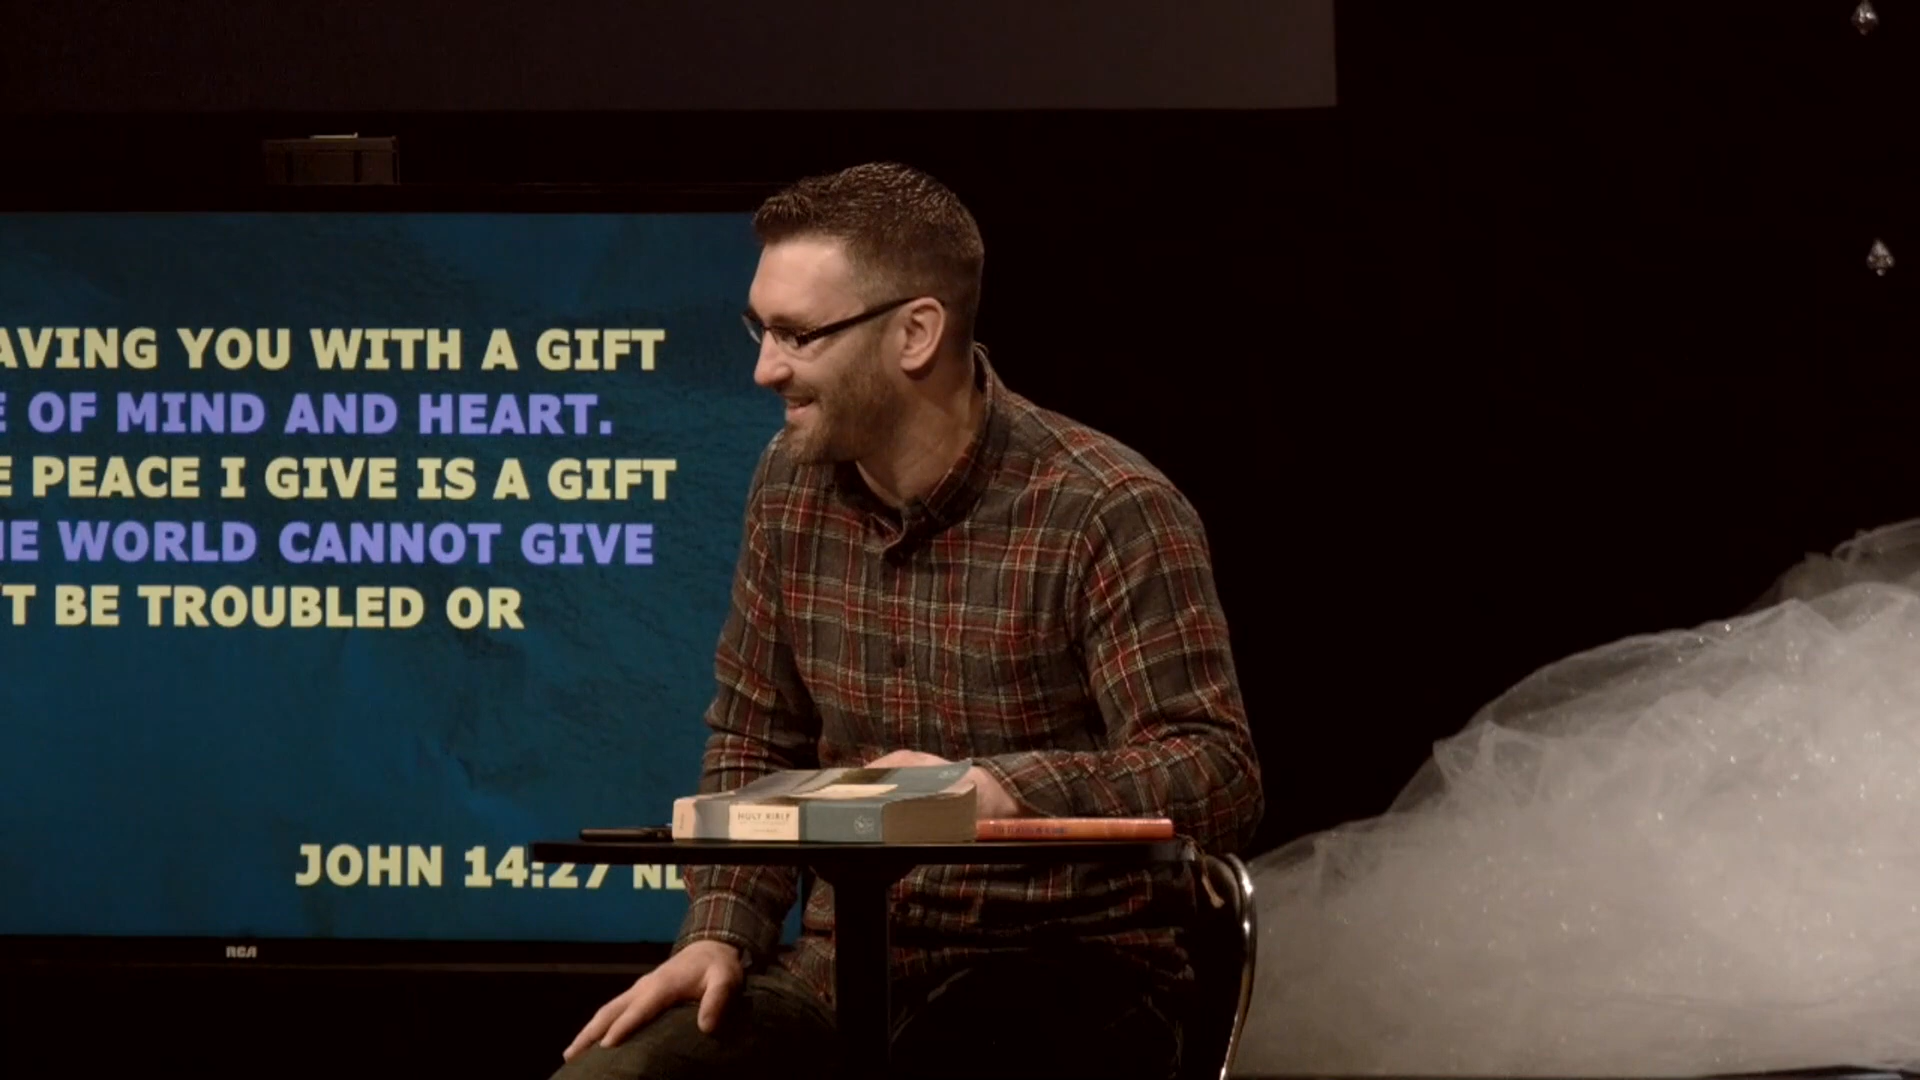 AVING YOU WITH A GIFT
E OF MIND AND HEART.
E PEACE I GIVE IS A GIFT
HE WORLD CANNOT GIVE
'T BE TROUBLED OR
JOHN 14:27 NL
RCA
HOLY BIBLE